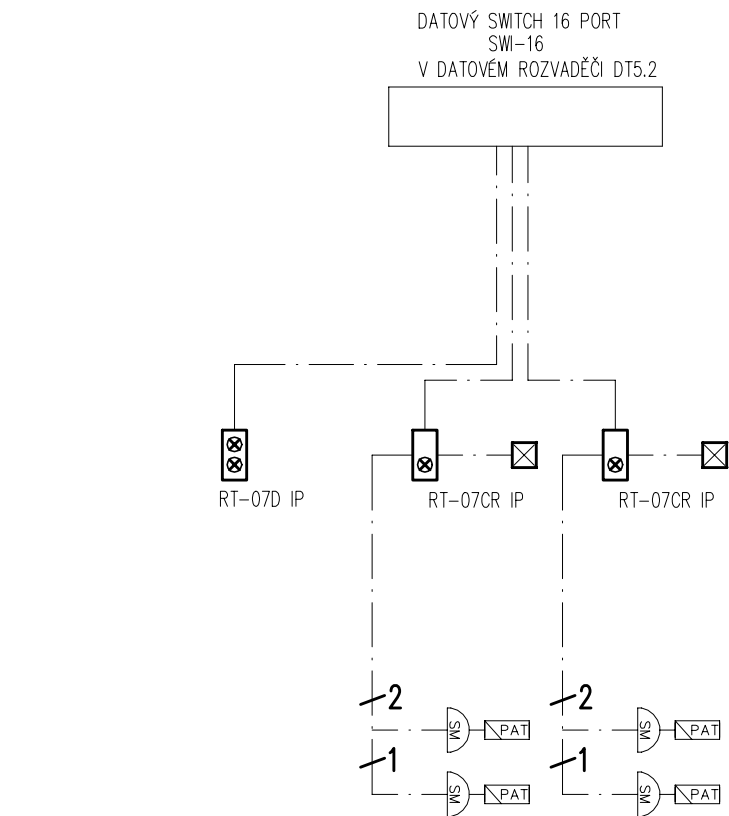 DATOVÝ SWITCH 16 PORT
SWI-16
V DATOVÉM ROZVADĚČI DT5.2
RT-07D IP
RT-07CR IP
RT-07CR IP
2
2
SM
PAT
SM
PAT
1
1
SM
PAT
SM
PAT